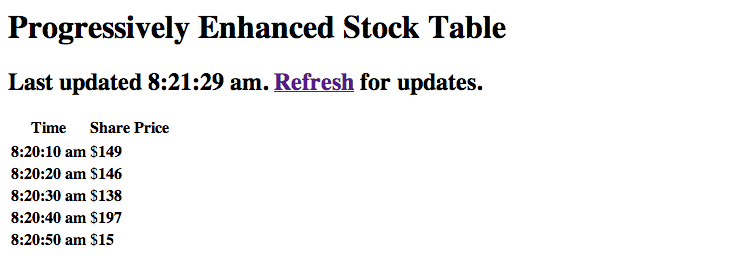 Progressively Enhanced Stock Table
Last updated 8:21:29 am. Refresh for updates.
Time Share Price
8:20:10 am $149
8:20:20 am $146
8:20:30 am $138
8:20:40 am $197
8:20:50 am $15